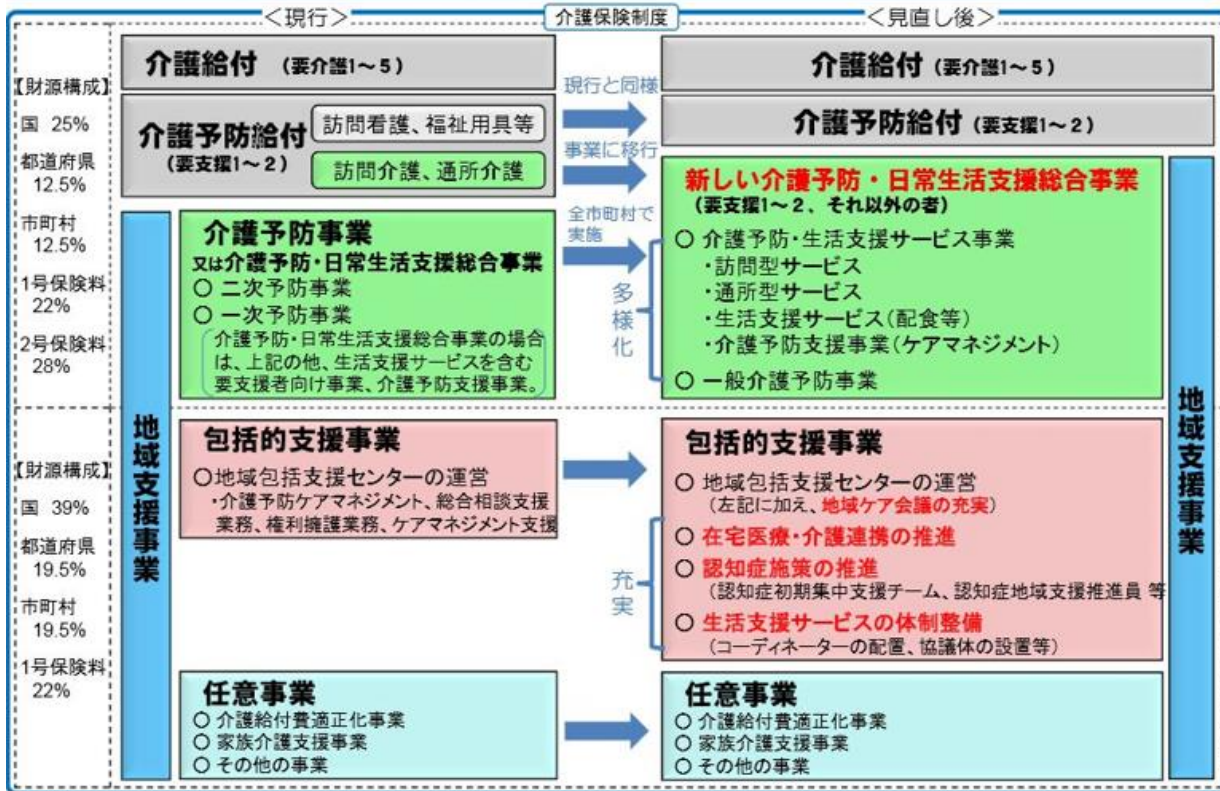 ＜現行＞
介護保険制度
＜見直し後＞
【財源構成】
国 25%
都道府県
12.5%
市町村
12.5%
1号保険料
22%
2号保険料
28%
【財源構成】
国 39%
都道府県
19.5%
市町村
19.5%
1号保険料
22%
介護給付 （要介護1～5）
介護予防給付
（要支援1～2）
訪問看護、福祉用具等
訪問介護、通所介護
地域支援事業
介護予防事業
又は介護予防・日常生活支援総合事業
○ 二次予防事業
○ 一次予防事業
介護予防・日常生活支援総合事業の場合
は、上記の他、生活支援サービスを含む
要支援者向け事業、介護予防支援事業。
包括的支援事業
○地域包括支援センターの運営
・介護予防ケアマネジメント、総合相談支援
業務、権利擁護業務、ケアマネジメント支援
任意事業
○ 介護給付費適正化事業
○ 家族介護支援事業
○ その他の事業
現行と同様
事業に移行
全市町村で
実施
多様化
充実
介護給付（要介護1～5）
介護予防給付（要支援1～2）
新しい介護予防・日常生活支援総合事業
（要支援1～2、それ以外の者）
○ 介護予防・生活支援サービス事業
・訪問型サービス
・通所型サービス
・生活支援サービス（配食等）
・介護予防支援事業（ケアマネジメント）
○ 一般介護予防事業
包括的支援事業
○ 地域包括支援センターの運営
（左記に加え、地域ケア会議の充実）
○ 在宅医療・介護連携の推進
○ 認知症施策の推進
（認知症初期集中支援チーム、認知症地域支援推進員 等
○ 生活支援サービスの体制整備
（コーディネーターの配置、協議体の設置等）
任意事業
○ 介護給付費適正化事業
○ 家族介護支援事業
○ その他の事業
地域支援事業